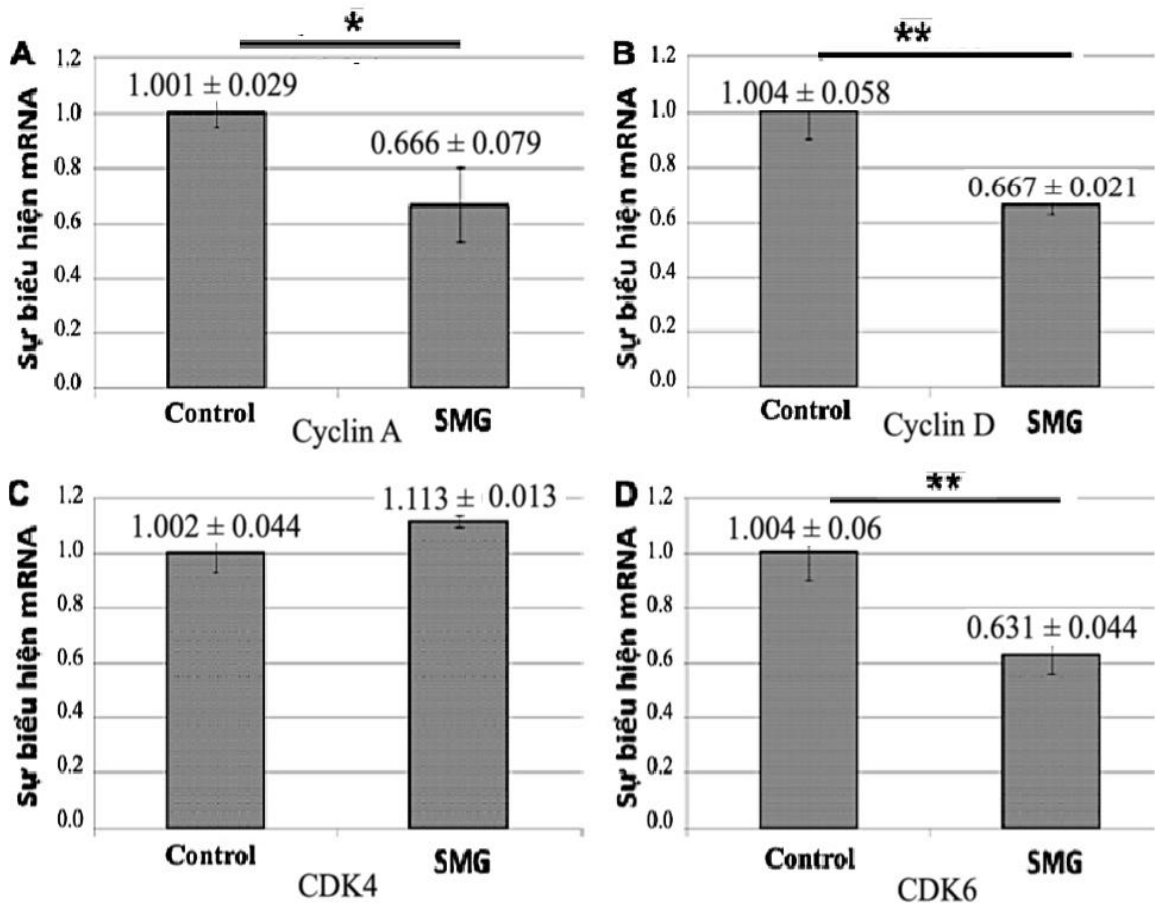 A
*
Sự biểu hiện mRNA
1.2
1.0
0.8
0.6
0.4
0.2
0.0
1.001 ± 0.029
0.666 ± 0.079
Control
SMG
Cyclin A
B
**
Sự biểu hiện mRNA
1.2
1.0
0.8
0.6
0.4
0.2
0.0
1.004 ± 0.058
0.667 ± 0.021
Control
SMG
Cyclin D
C
Sự biểu hiện mRNA
1.2
1.0
0.8
0.6
0.4
0.2
0.0
1.002 ± 0.044
1.113 ± 0.013
Control
SMG
CDK4
D
**
Sự biểu hiện mRNA
1.2
1.0
0.8
0.6
0.4
0.2
0.0
1.004 ± 0.06
0.631 ± 0.044
Control
SMG
CDK6